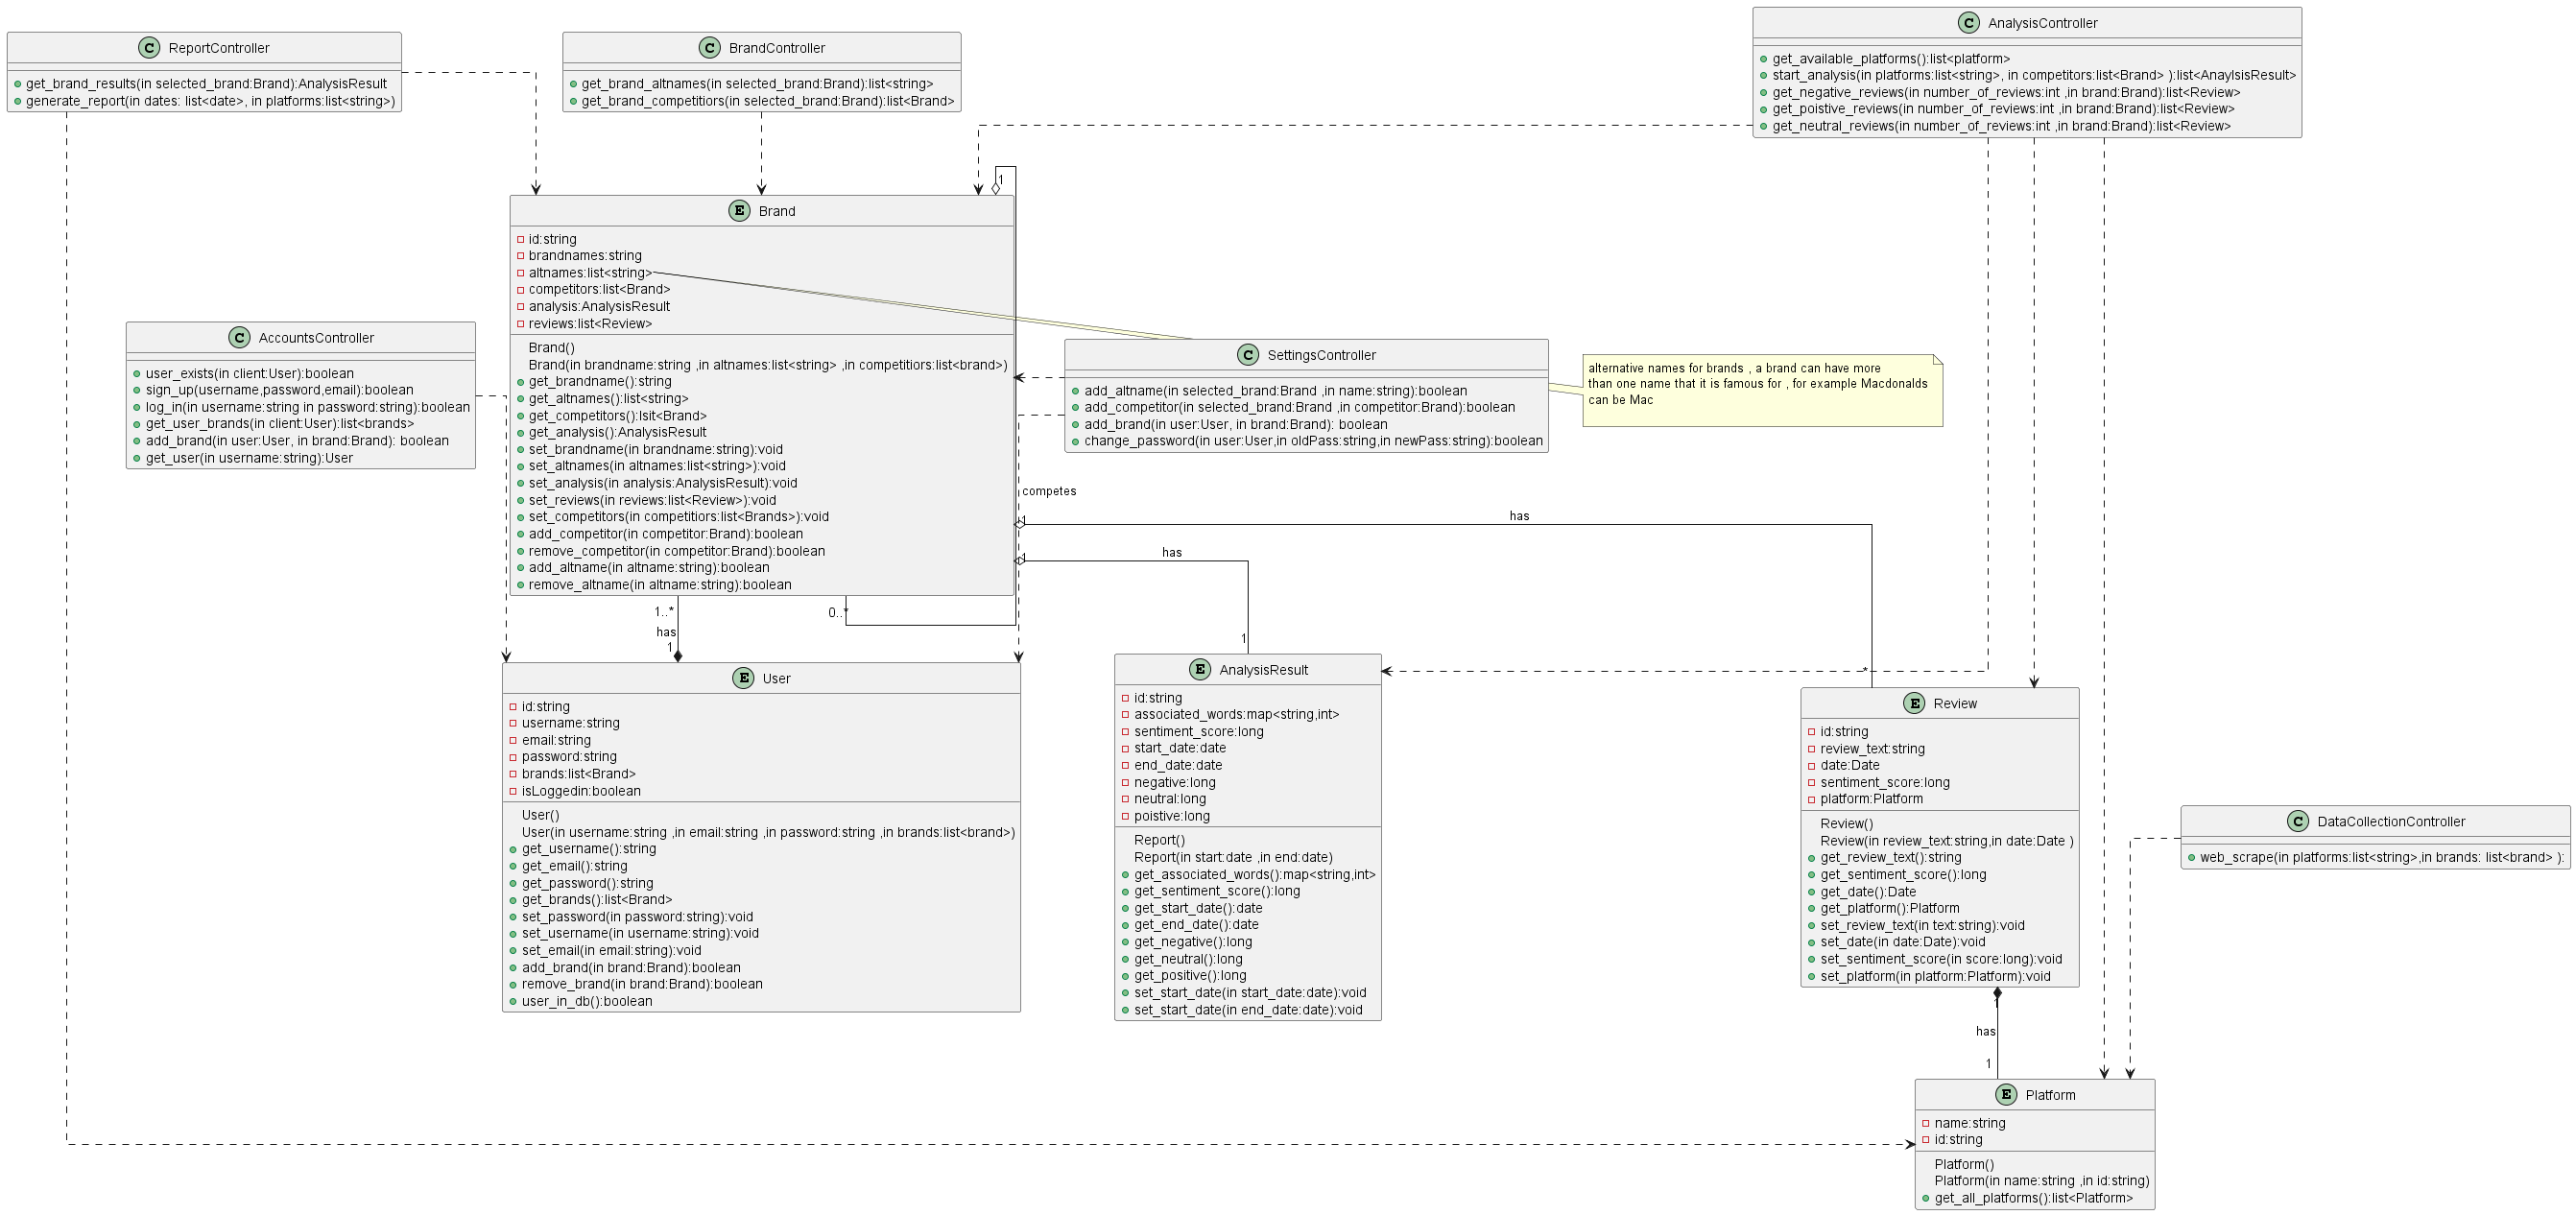 ReportController
get_brand_results(in selected_brand:Brand):AnalysisResult
generate_report(in dates: list<date>, in platforms:list<string>)
BrandController
get_brand_altnames(in selected_brand:Brand):list<string>
get_brand_competitiors(in selected_brand:Brand):list<Brand>
AnalysisController
get_available_platforms():list<platform>
start_analysis(in platforms:list<string>, in competitors:list<Brand> ):list<AnaylsisResult>
get_negative_reviews(in number_of_reviews:int ,in brand:Brand):list<Review>
get_poistive_reviews(in number_of_reviews:int ,in brand:Brand):list<Review>
get_neutral_reviews(in number_of_reviews:int ,in brand:Brand):list<Review>
1
Brand
id:string
brandnames:string
altnames:list<string>
competitors:list<Brand>
analysis:AnalysisResult
reviews:list<Review>
Brand()
Brand(in brandname:string ,in altnames:list<string> ,in competitiors:list<brand>)
get_brandname():string
get_altnames():list<string>
get_competitors():lsit<Brand>
get_analysis():AnalysisResult
set_brandname(in brandname:string):void
set_altnames(in altnames:list<string>):void
set_analysis(in analysis:AnalysisResult):void
set_reviews(in reviews:list<Review>):void
set_competitors(in competitiors:list<Brands>):void
add_competitor(in competitor:Brand):boolean
remove_competitor(in competitor:Brand):boolean
add_altname(in altname:string):boolean
remove_altname(in altname:string):boolean
AccountsController
user_exists(in client:User):boolean
sign_up(username,password,email):boolean
log_in(in username:string in password:string):boolean
get_user_brands(in client:User):list<brands>
add_brand(in user:User, in brand:Brand): boolean
get_user(in username:string):User
SettingsController
add_altname(in selected_brand:Brand ,in name:string):boolean
add_competitor(in selected_brand:Brand ,in competitor:Brand):boolean
add_brand(in user:User, in brand:Brand): boolean
change_password(in user:User,in oldPass:string,in newPass:string):boolean
alternative names for brands , a brand can have more
than one name that it is famous for , for example Macdonalds
can be Mac
competes
1
has
1
has
1..*
has
1
0..*
1
*
User
id:string
username:string
email:string
password:string
brands:list<Brand>
isLoggedin:boolean
User()
User(in username:string ,in email:string ,in password:string ,in brands:list<brand>)
get_username():string
get_email():string
get_password():string
get_brands():list<Brand>
set_password(in password:string):void
set_username(in username:string):void
set_email(in email:string):void
add_brand(in brand:Brand):boolean
remove_brand(in brand:Brand):boolean
user_in_db():boolean
AnalysisResult
id:string
associated_words:map<string,int>
sentiment_score:long
start_date:date
end_date:date
negative:long
neutral:long
poistive:long
Report()
Report(in start:date ,in end:date)
get_associated_words():map<string,int>
get_sentiment_score():long
get_start_date():date
get_end_date():date
get_negative():long
get_neutral():long
get_positive():long
set_start_date(in start_date:date):void
set_start_date(in end_date:date):void
Review
id:string
review_text:string
date:Date
sentiment_score:long
platform:Platform
Review()
Review(in review_text:string,in date:Date )
get_review_text():string
get_sentiment_score():long
get_date():Date
get_platform():Platform
set_review_text(in text:string):void
set_date(in date:Date):void
set_sentiment_score(in score:long):void
set_platform(in platform:Platform):void
DataCollectionController
web_scrape(in platforms:list<string>,in brands: list<brand> ):
1
has
1
Platform
name:string
id:string
Platform()
Platform(in name:string ,in id:string)
get_all_platforms():list<Platform>